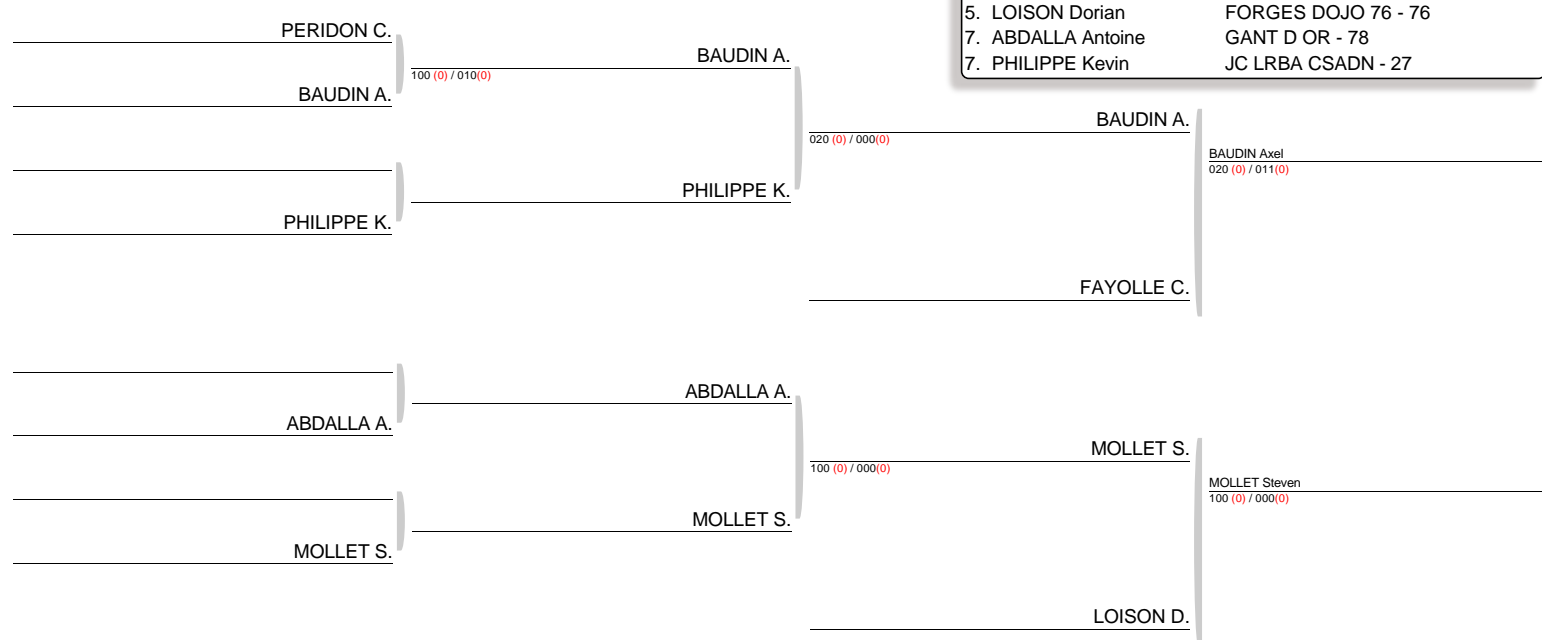 5. LOISON Dorian FORGES DOJO 76 - 76
7. ABDALLA Antoine GANT D OR - 78
7. PHILIPPE Kevin JC LRBA CSADN - 27
PERIDON C.
BAUDIN A.
100 (0) / 010(0)
BAUDIN A.
PHILIPPE K.
PHILIPPE K.
BAUDIN A.
020 (0) / 000(0)
FAYOLLE C.
BAUDIN Axel
020 (0) / 011(0)
ABDALLA A.
ABDALLA A.
MOLLET S.
MOLLET S.
MOLLET S.
100 (0) / 000(0)
LOISON D.
MOLLET Steven
100 (0) / 000(0)